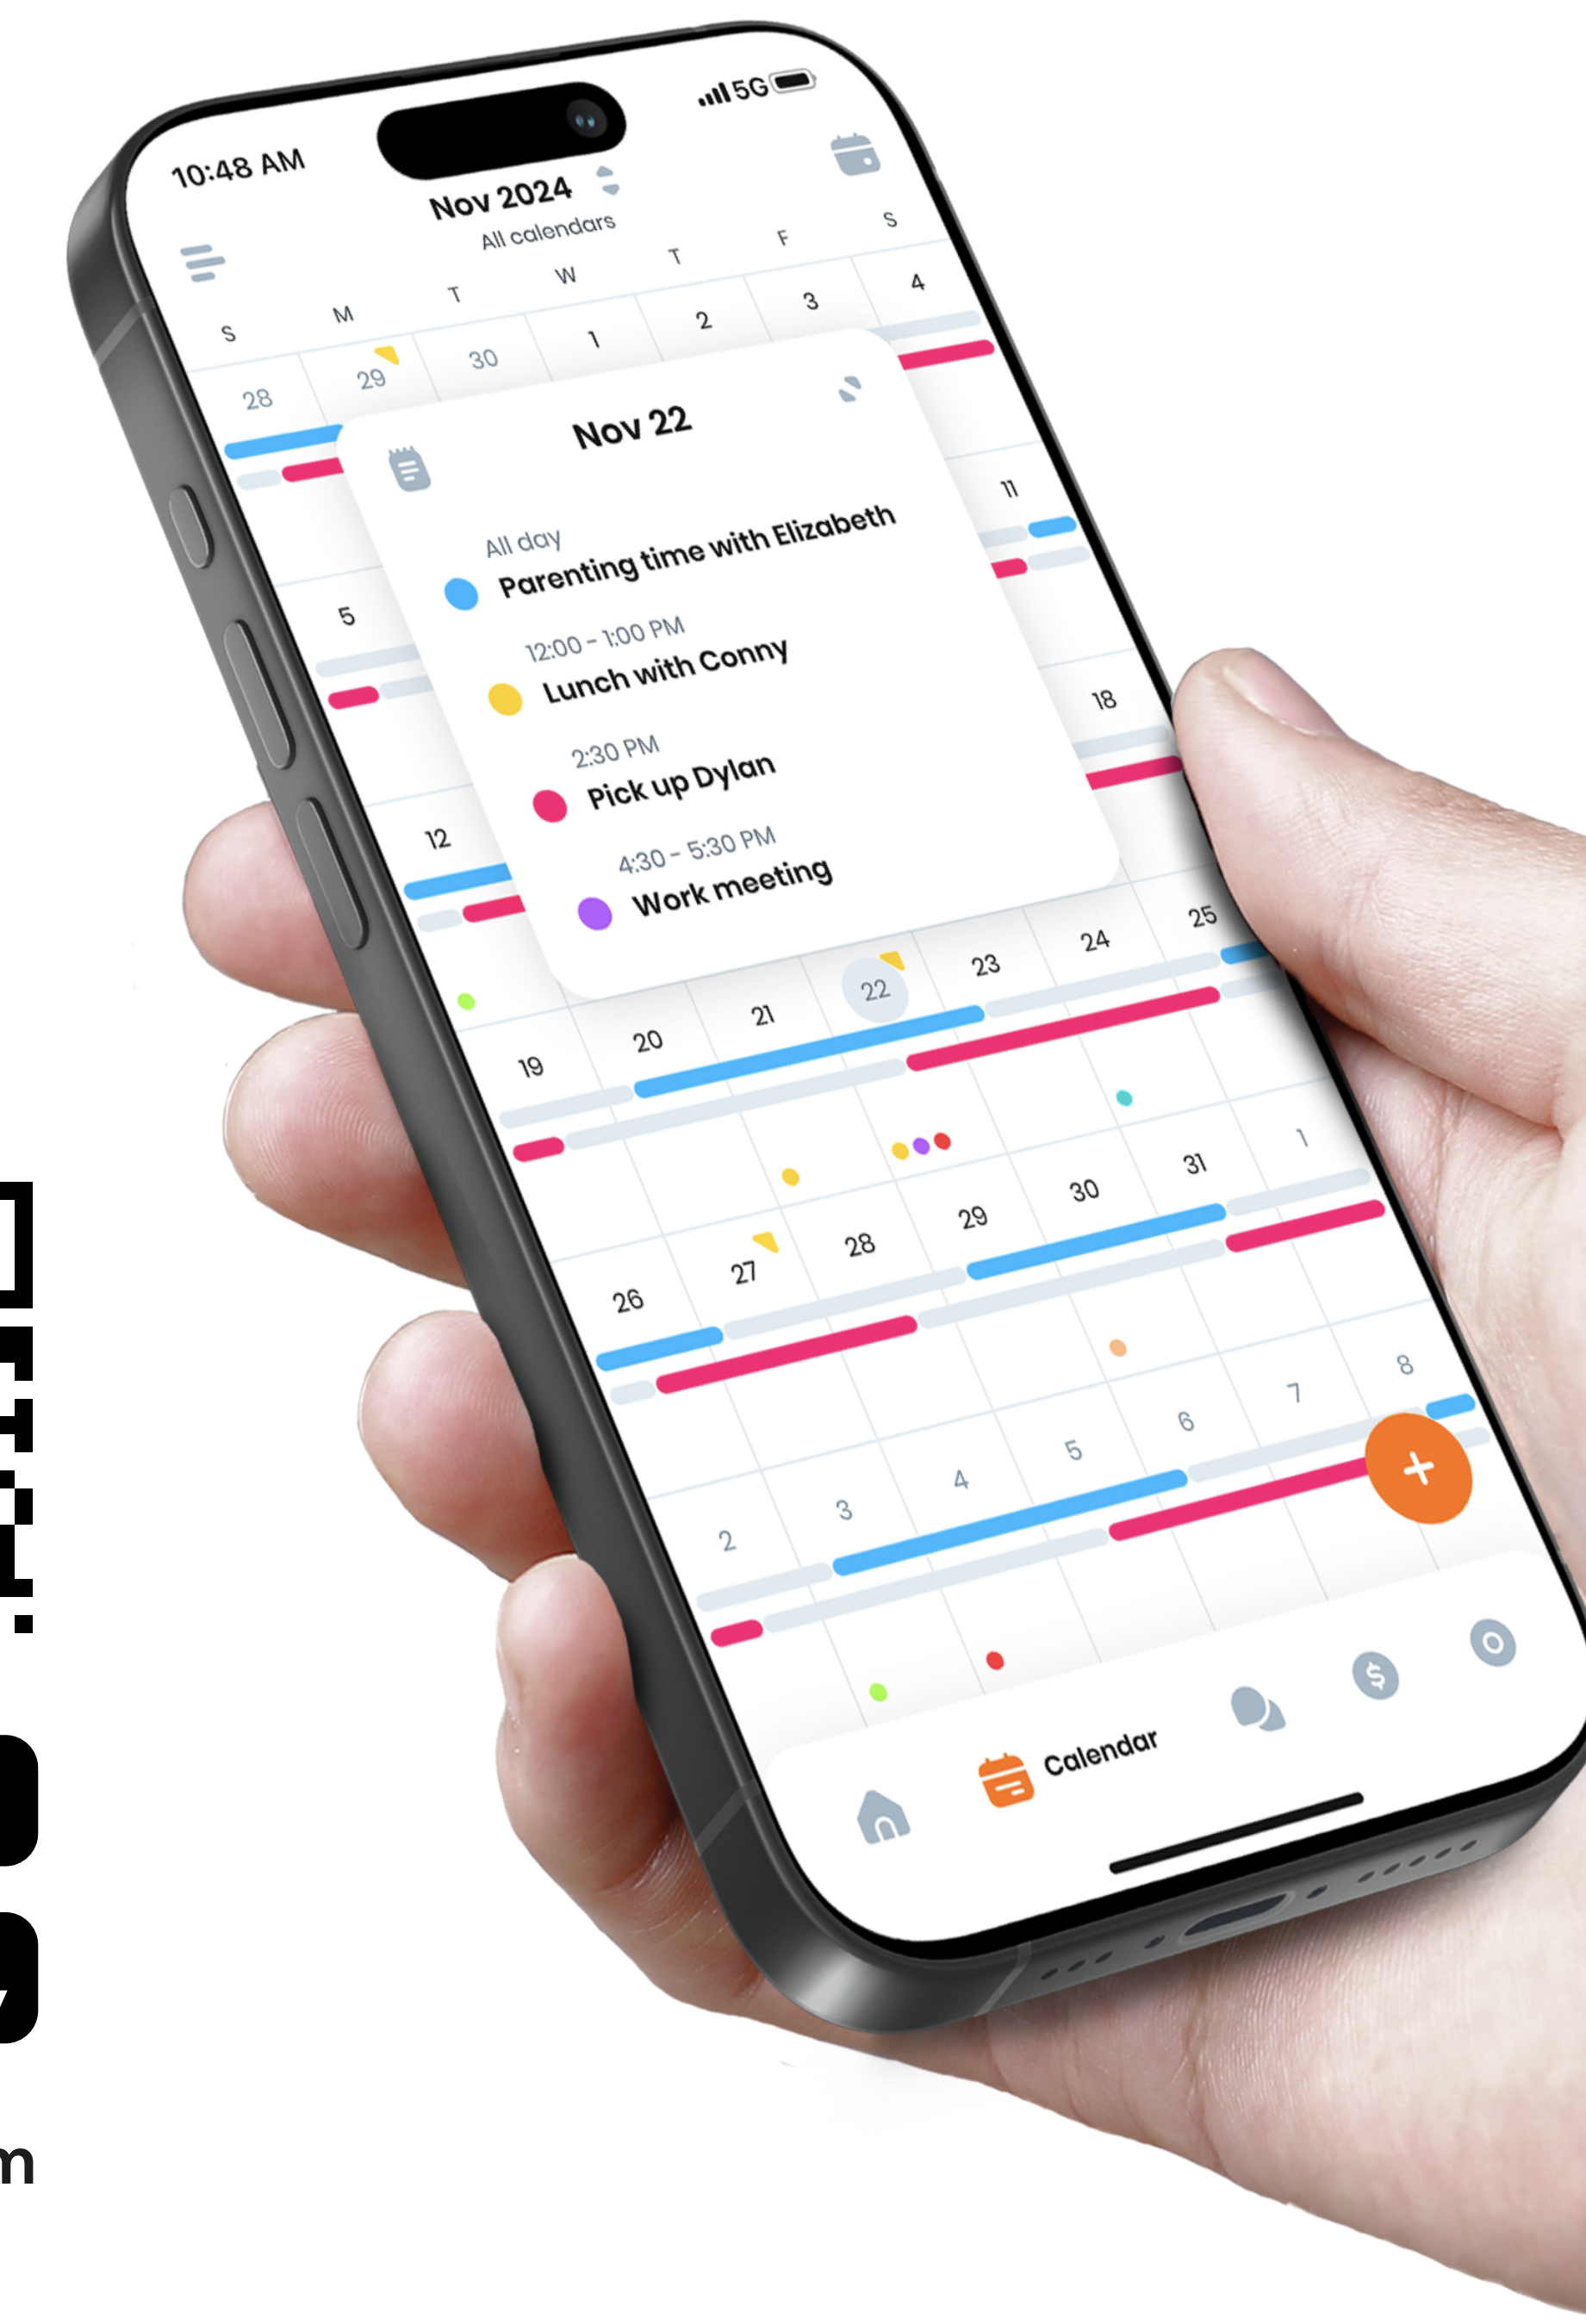 10:48 AM
5G
Nov 2024
All calendars
S M T W T F S
28 29 30 1 2 3 4
Nov 22
All day
Parenting time with Elizabeth
12:00 - 1:00 PM
Lunch with Conny
2:30 PM
Pick up Dylan
4:30 - 5:30 PM
Work meeting
5 11
12 18
19 20 21 22 23 24 25
26 27 28 29 30 31 1
2 3 4 5 6 7 8
+
Calendar
$
m